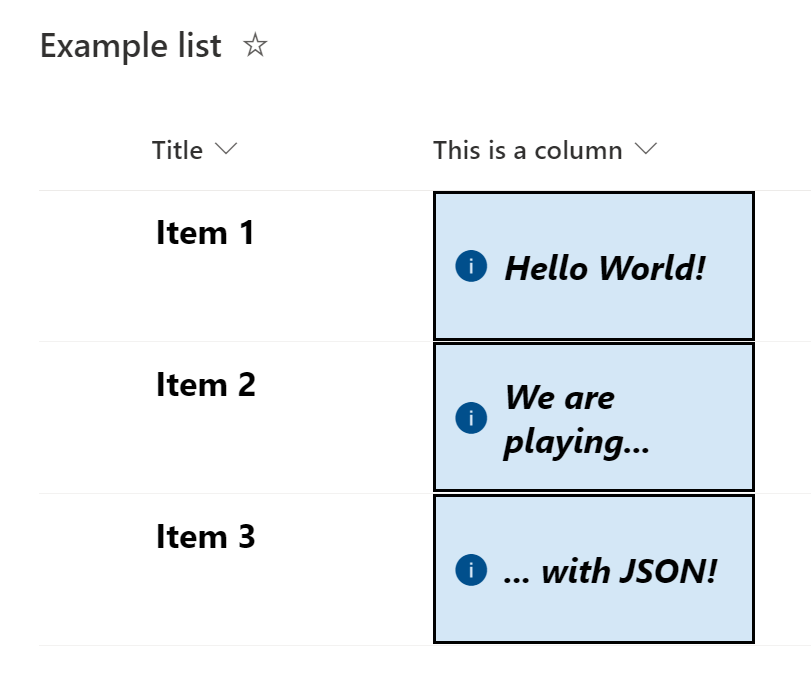 Example list
Title
This is a column
Item 1
Hello World!
Item 2
We are
playing...
Item 3
... with JSON!